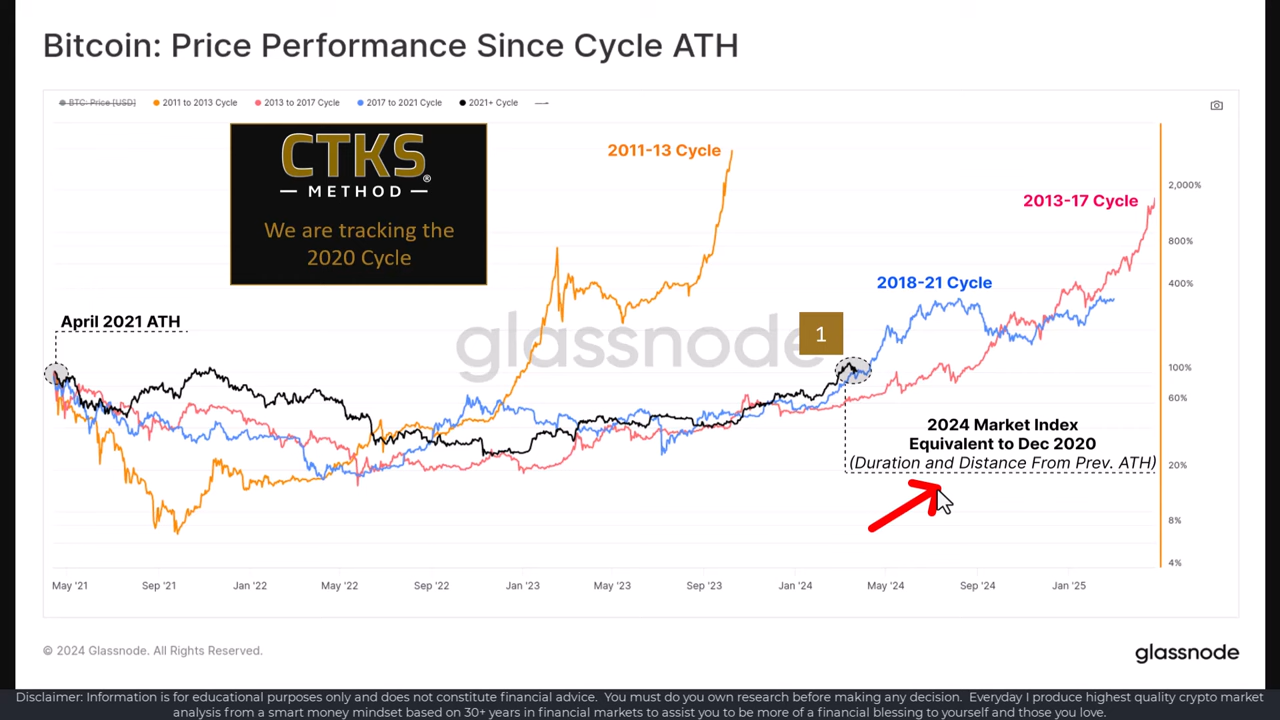 Bitcoin: Price Performance Since Cycle ATH
BTC: Price [USD] 2011 to 2013 Cycle 2013 to 2017 Cycle 2017 to 2021 Cycle 2021+ Cycle
CTKS®
METHOD
We are tracking the
2020 Cycle
2011-13 Cycle
2013-17 Cycle
2018-21 Cycle
April 2021 ATH
glassnode
1
2024 Market Index
Equivalent to Dec 2020
(Duration and Distance From Prev. ATH)
2,000%
800%
400%
100%
60%
20%
8%
4%
May '21 Sep '21 Jan '22 May '22 Sep '22 Jan '23 May '23 Sep '23 Jan '24 May '24 Sep '24 Jan '25
© 2024 Glassnode. All Rights Reserved.
glassnode
Disclaimer: Information is for educational purposes only and does not constitute financial advice. You must do you own research before making any decision. Everyday I produce highest quality crypto market
analysis from a smart money mindset based on 30+ years in financial markets to assist you to be more of a financial blessing to yourself and those you love.